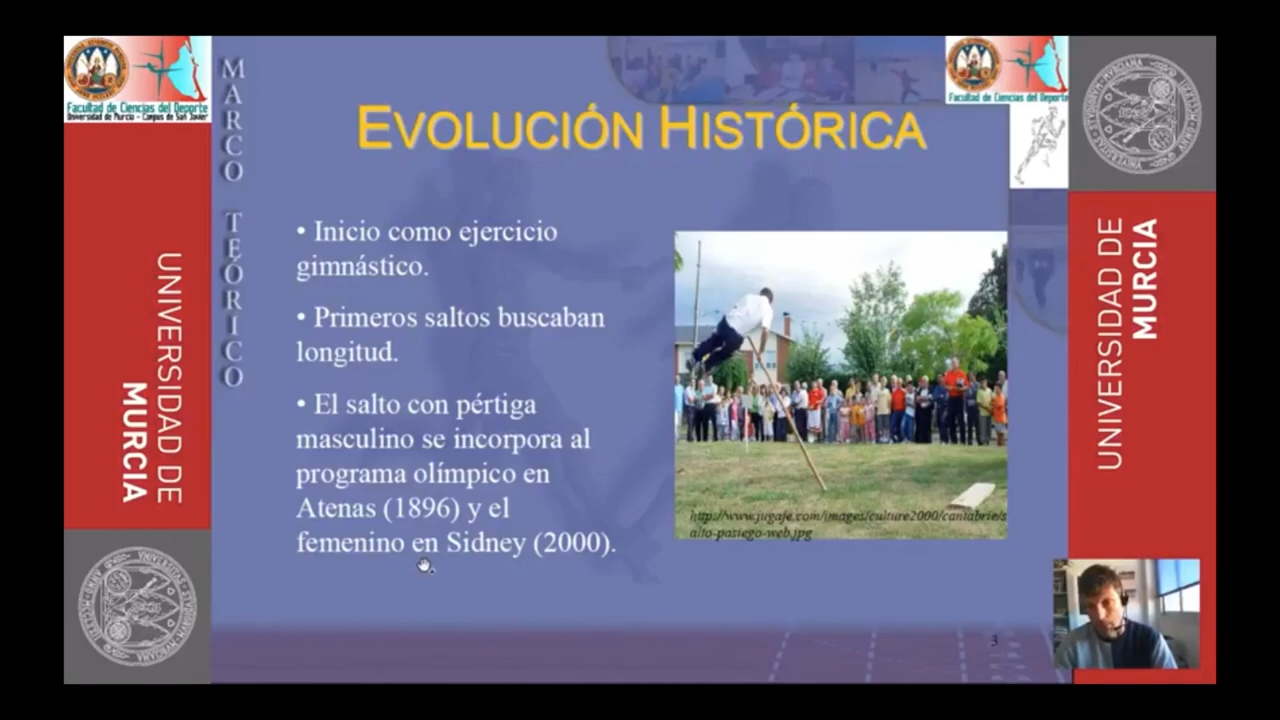 Facultad de Ciencias del Deporte
Universidad de Murcia - Campus de San Javier
UNIVERSIDAD DE
MURCIA
MARCO TEÓRICO
EVOLUCIÓN HISTÓRICA
• Inicio como ejercicio
gimnástico.
• Primeros saltos buscaban
longitud.
• El salto con pértiga
masculino se incorpora al
programa olímpico en
Atenas (1896) y el
femenino en Sidney (2000).
http://www.jugaje.com/images/culture2000/cantabrie/s
alto-pasiego-web.jpg
3
Facultad de Ciencias del Deporte
UNIVERSIDAD DE
MURCIA